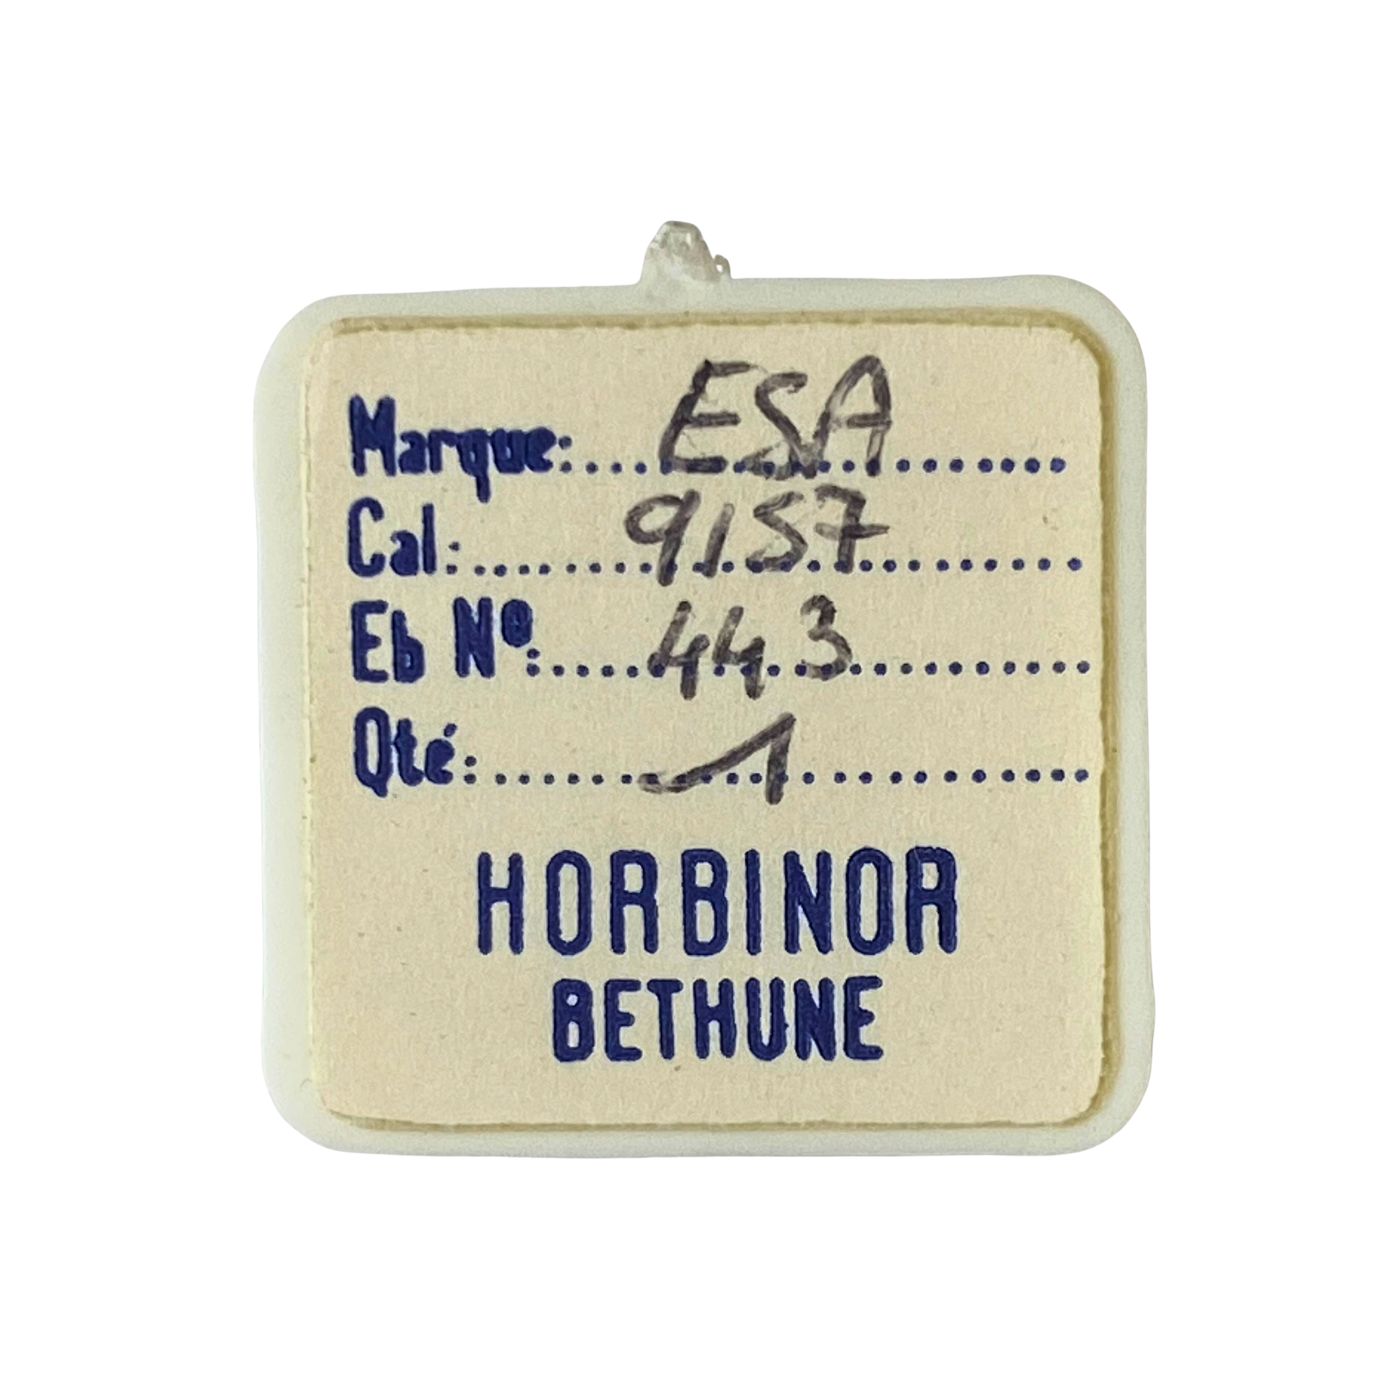 Marque: ESA
Cal: 9157
Eb Nº: 443
Qté: 1
HORBINOR
BETHUNE